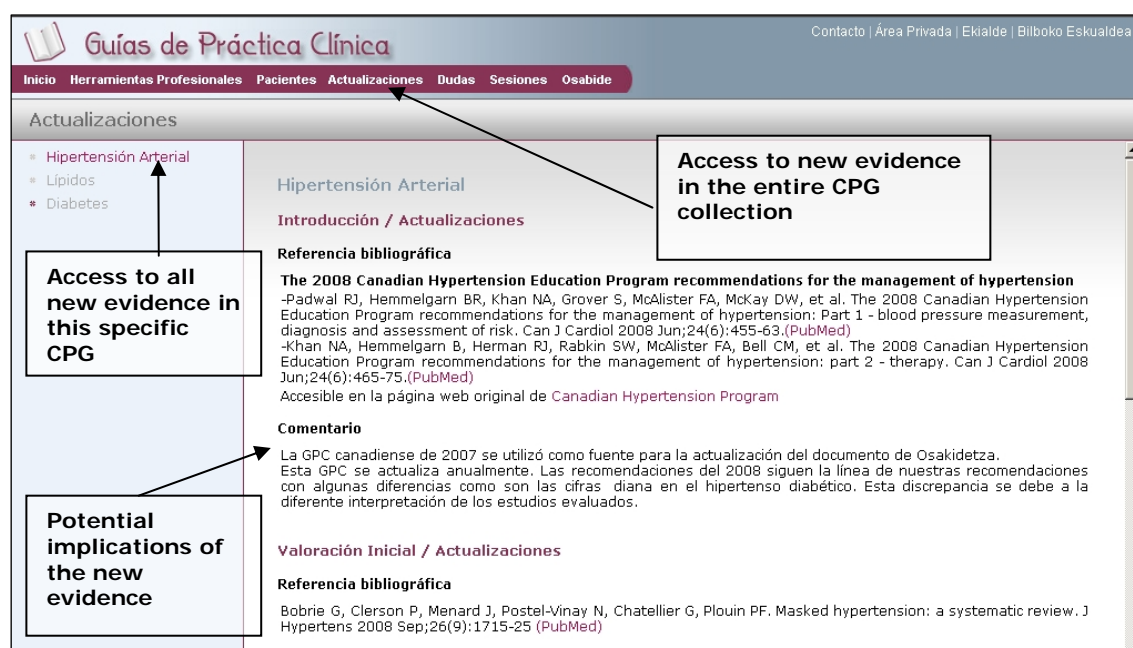 Guías de Práctica Clínica
Contacto | Área Privada | Ekialde | Bilboko Eskualdea
Inicio Herramientas Profesionales Pacientes Actualizaciones Dudas Sesiones Osabide
Actualizaciones
Hipertensión Arterial
Lípidos
Diabetes
Access to new evidence
in the entire CPG
collection
Access to all
new evidence in
this specific
CPG
Potential
implications of
the new
evidence
Hipertensión Arterial
Introducción / Actualizaciones
Referencia bibliográfica
The 2008 Canadian Hypertension Education Program recommendations for the management of hypertension
-Padwal RJ, Hemmelgarn BR, Khan NA, Grover S, McAlister FA, McKay DW, et al. The 2008 Canadian Hypertension
Education Program recommendations for the management of hypertension: Part 1 - blood pressure measurement,
diagnosis and assessment of risk. Can J Cardiol 2008 Jun;24(6):455-63.(PubMed)
-Khan NA, Hemmelgarn B, Herman RJ, Rabkin SW, McAlister FA, Bell CM, et al. The 2008 Canadian Hypertension
Education Program recommendations for the management of hypertension: part 2 - therapy. Can J Cardiol 2008
Jun;24(6):465-75.(PubMed)
Accesible en la página web original de Canadian Hypertension Program
Comentario
La GPC canadiense de 2007 se utilizó como fuente para la actualización del documento de Osakidetza.
Esta GPC se actualiza anualmente. Las recomendaciones del 2008 siguen la línea de nuestras recomendaciones
con algunas diferencias como son las cifras diana en el hipertenso diabético. Esta discrepancia se debe a la
diferente interpretación de los estudios evaluados.
Valoración Inicial / Actualizaciones
Referencia bibliográfica
Bobrie G, Clerson P, Menard J, Postel-Vinay N, Chatellier G, Plouin PF. Masked hypertension: a systematic review. J
Hypertens 2008 Sep;26(9):1715-25 (PubMed)